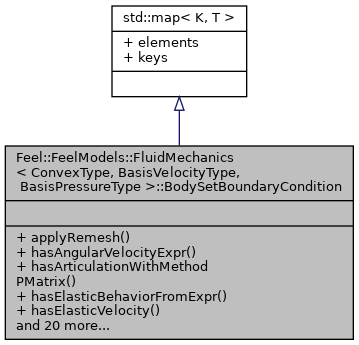 std::map< K, T >
+ elements
+ keys
Feel::FeelModels::FluidMechanics
< ConvexType, BasisVelocityType,
BasisPressureType >::BodySetBoundaryCondition
+ applyRemesh()
+ hasAngularVelocityExpr()
+ hasArticulationWithMethod
PMatrix()
+ hasElasticBehaviorFromExpr()
+ hasElasticVelocity()
and 20 more...